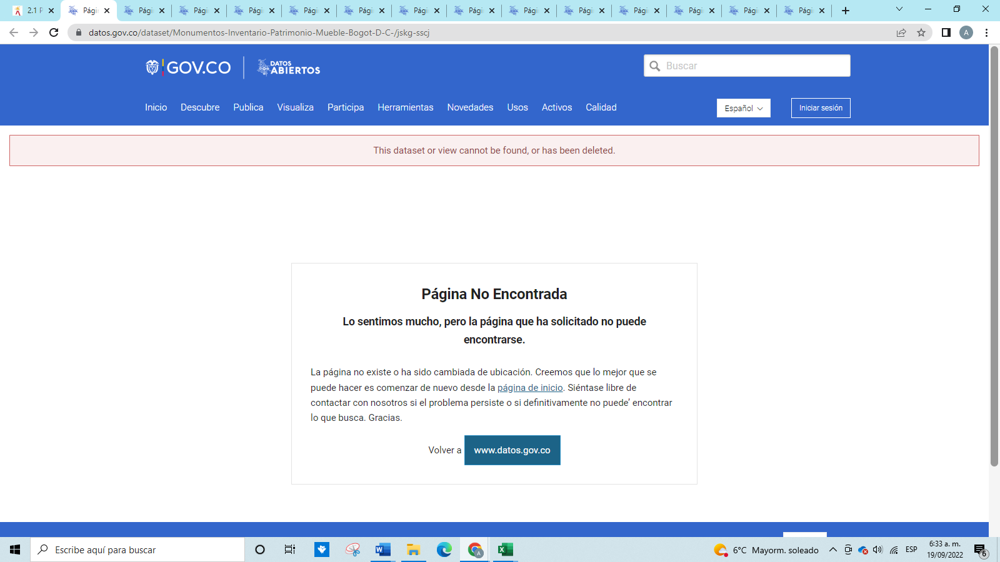 2.1 P
Pági
Pági
Pági
Pági
Pági
Pági
Pági
Pági
Pági
Pági
Pági
Pági
Pági
Pági
datos.gov.co/dataset/Monumentos-Inventario-Patrimonio-Mueble-Bogot-D-C-/jskg-sscj
A
GOV.CO
DATOS
ABIERTOS
Buscar
Inicio Descubre Publica Visualiza Participa Herramientas Novedades Usos Activos Calidad
Español
Iniciar sesión
This dataset or view cannot be found, or has been deleted.
Página No Encontrada
Lo sentimos mucho, pero la página que ha solicitado no puede
encontrarse.
La página no existe o ha sido cambiada de ubicación. Creemos que lo mejor que se
puede hacer es comenzar de nuevo desde la página de inicio. Siéntase libre de
contactar con nosotros si el problema persiste o si definitivamente no puede’ encontrar
lo que busca. Gracias.
Volver a www.datos.gov.co
Escribe aquí para buscar
6°C Mayorm. soleado
ESP
6:33 a. m.
19/09/2022
6